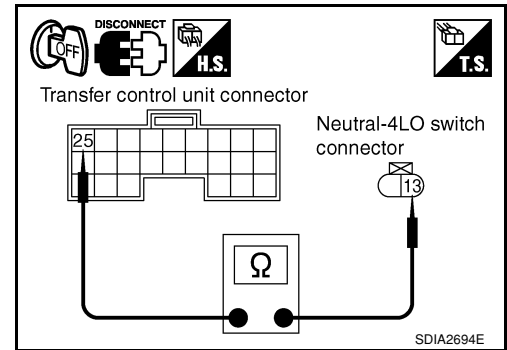 OFF
DISCONNECT
H.S.
T.S.
Transfer control unit connector
Neutral-4LO switch
connector
25
13
Ω
SDIA2694E